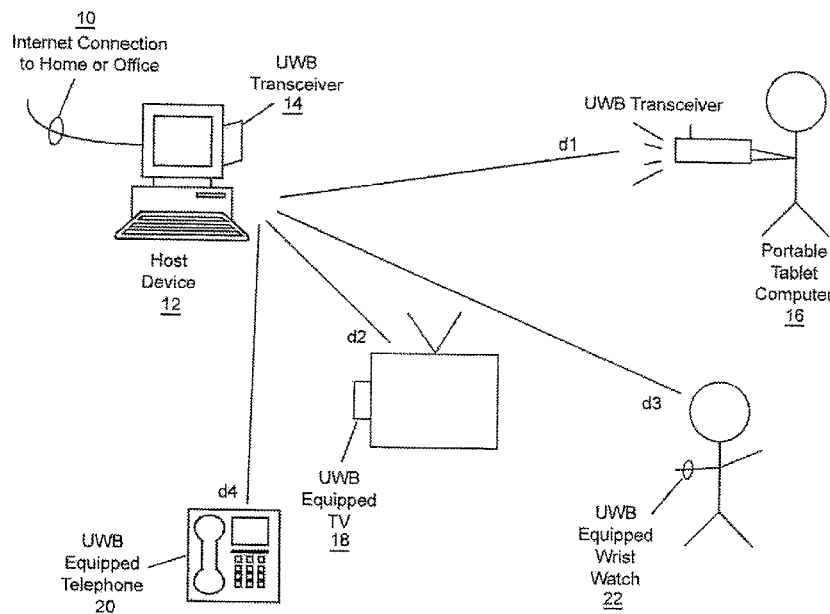 10
Internet Connection
to Home or Office
UWB
Transceiver
14
UWB Transceiver
d1
Host
Device
12
Portable
Tablet
Computer
16
d2
d3
UWB
Equipped
TV
18
d4
UWB
Equipped
Telephone
20
UWB
Equipped
Wrist
Watch
22